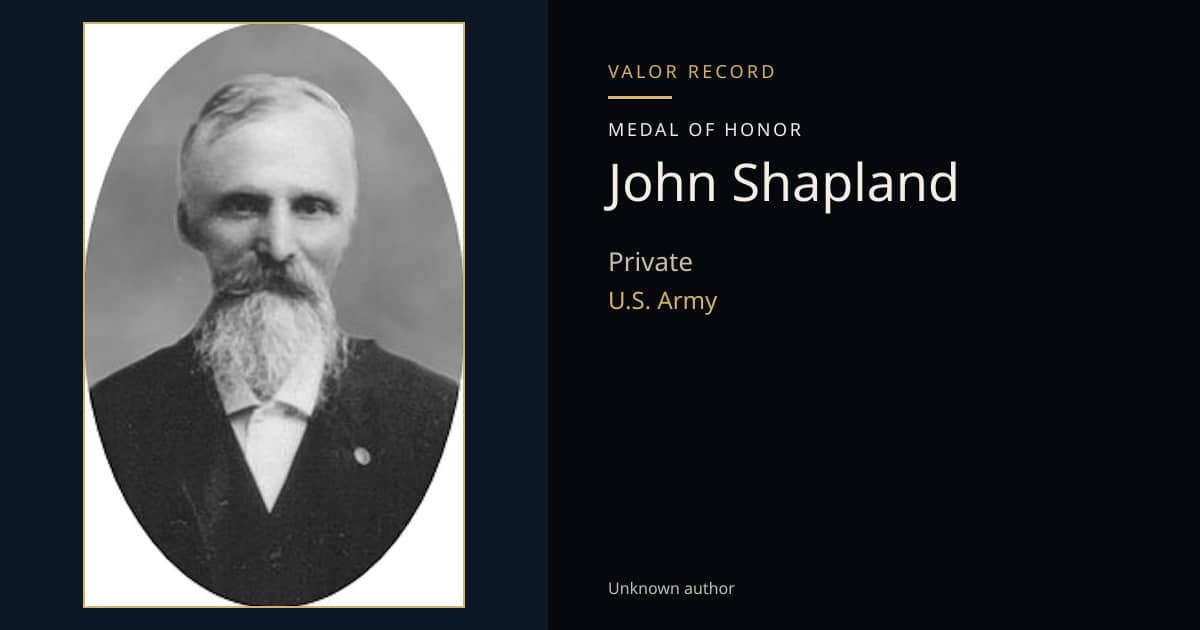 VALOR RECORD
MEDAL OF HONOR
John Shapland
Private
U.S. Army
Unknown author